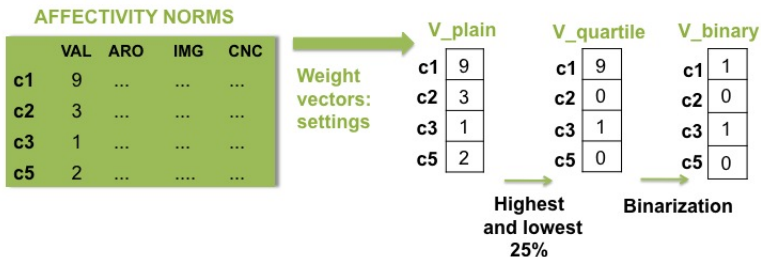 AFFECTIVITY NORMS
VAL ARO IMG CNC
c1 9 ... ... ...
c2 3 ... ... ...
c3 1 ... ... ...
c5 2 ... .... ...
Weight
vectors:
settings
V_plain
c1 9
c2 3
c3 1
c5 2
Highest
and lowest
25%
V_quartile
c1 9
c2 0
c3 1
c5 0
Binarization
V_binary
c1 1
c2 0
c3 1
c5 0